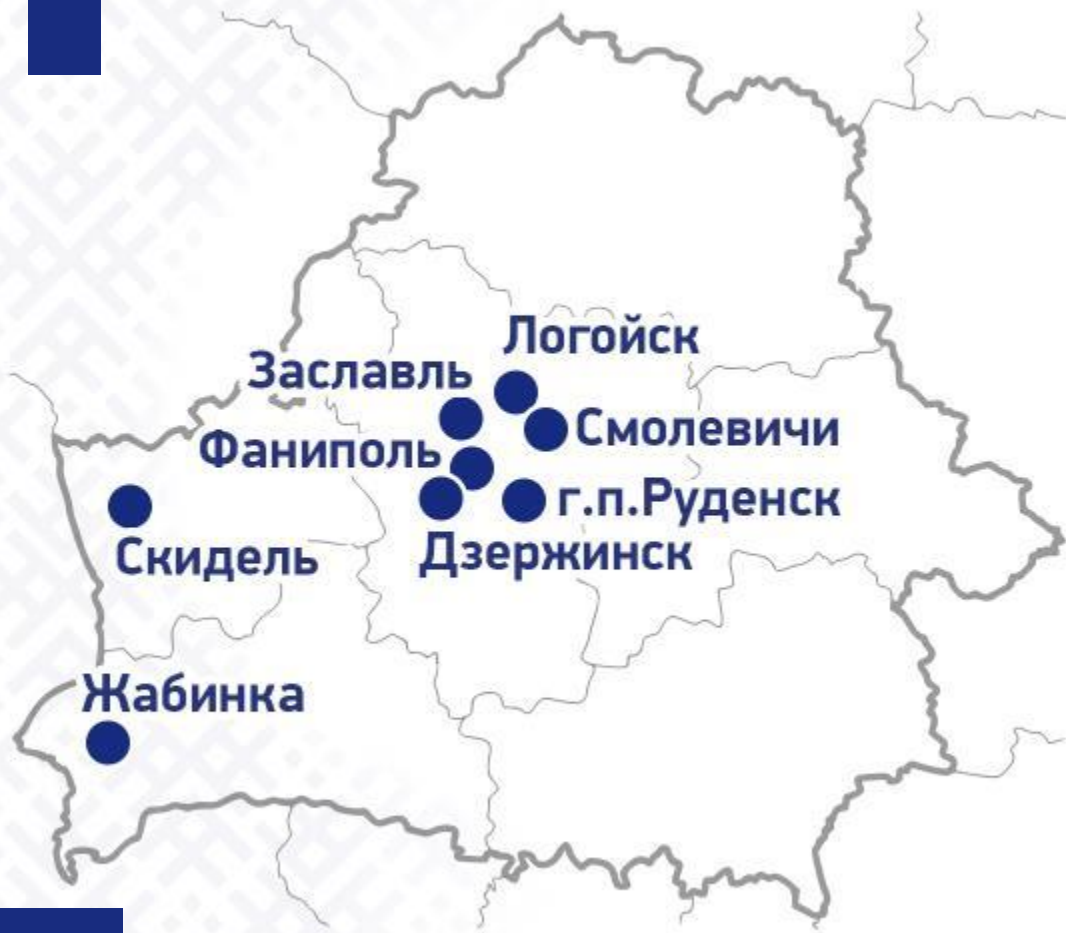 Логойск
Заславль
Смолевичи
Фаниполь
г.п.Руденск
Дзержинск
Скидель
Жабинка